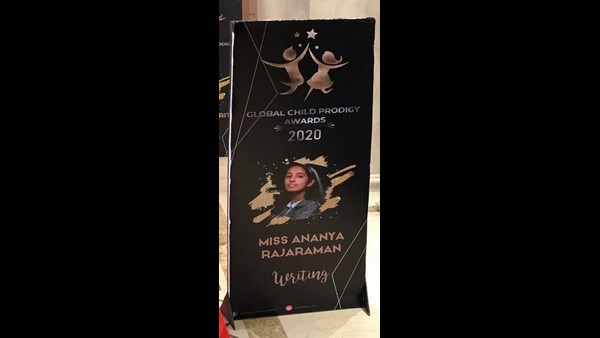 GLOBAL CHILD PRODIGY
AWARDS
2020
MISS ANANYA
RAJARAMAN
Writing